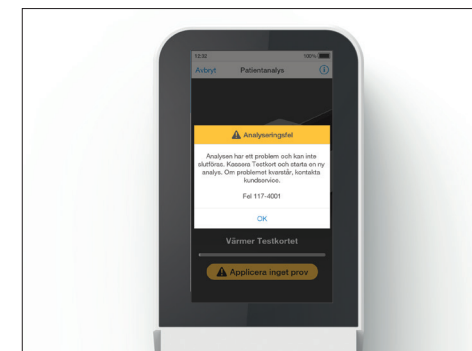 12:32 100%
Avbryt Patientanalys
Analyseringsfel
Analysen har ett problem och kan inte
slutföras. Kassera Testkort och starta en ny
analys. Om problemet kvarstår, kontakta
kundservice.
Fel 117-4001
OK
Värmer Testkortet
Applicera inget prov